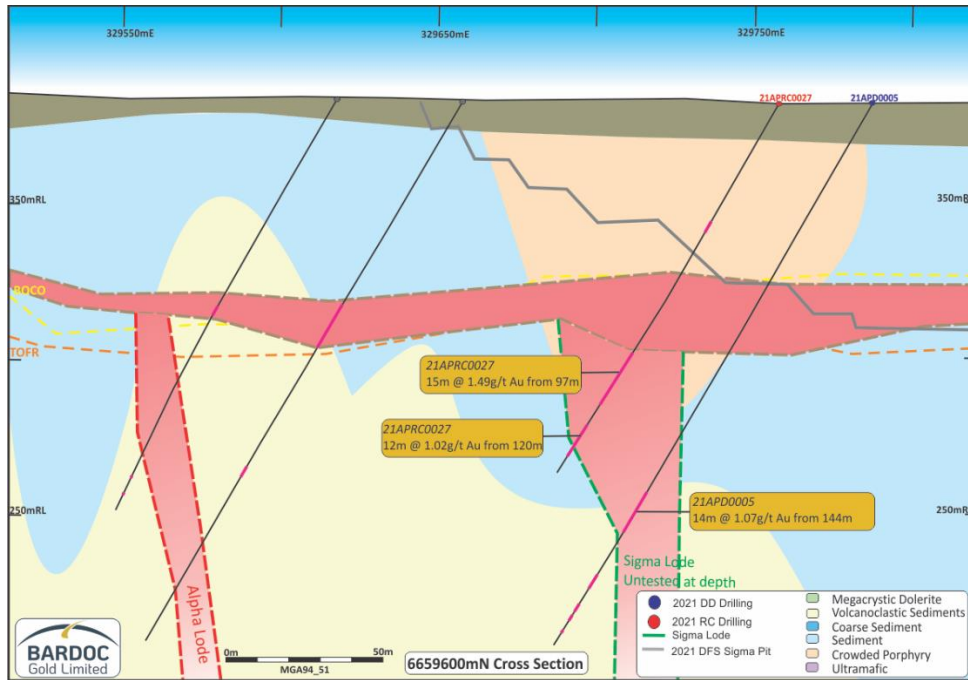 329550mE
329650mE
329750mE
21APRC0027
21APD0005
350mRL
350mRL
BOCO
TOFR
21APRC0027
15m @ 1.49g/t Au from 97m
21APRC0027
12m @ 1.02g/t Au from 120m
21APD0005
14m @ 1.07g/t Au from 144m
250mRL
250mRL
Sigma Lode
Untested at depth
Alpha Lode
BARDOC
Gold Limited
0m
50m
MGA94_51
6659600mN Cross Section
2021 DD Drilling
2021 RC Drilling
Sigma Lode
2021 DFS Sigma Pit
Megacrystic Dolerite
Volcanoclastic Sediments
Coarse Sediment
Sediment
Crowded Porphyry
Ultramafic